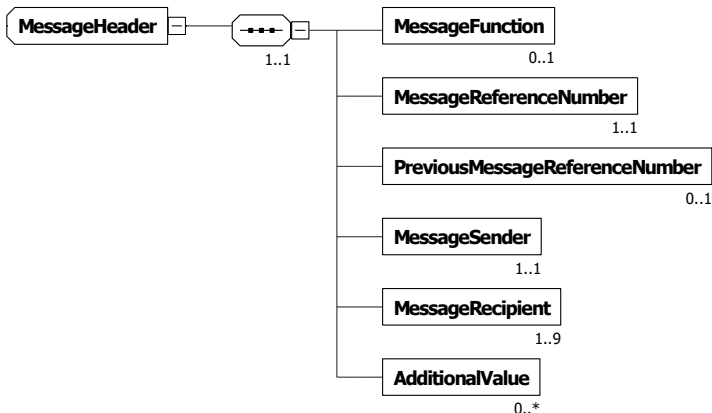 MessageHeader
1..1
MessageFunction
0..1
MessageReferenceNumber
1..1
PreviousMessageReferenceNumber
0..1
MessageSender
1..1
MessageRecipient
1..9
AdditionalValue
0..*